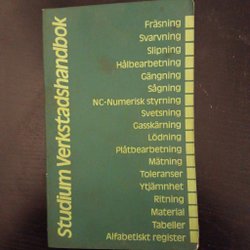 Studium Verkstadshandbok
Fräsning
Svarvning
Slipning
Hålbearbetning
Gängning
Sågning
NC-Numerisk styrning
Svetsning
Gasskärning
Lödning
Plåtbearbetning
Mätning
Toleranser
Ytjämnhet
Ritning
Material
Tabeller
Alfabetiskt register